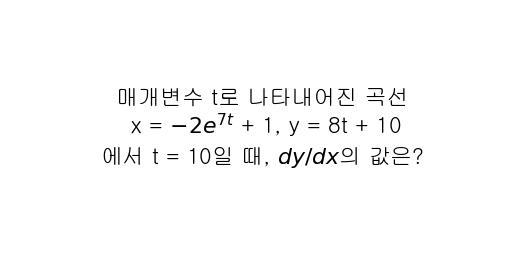 매개변수 t로 나타내어진 곡선
x = −2e^{7t} + 1, y = 8t + 10
에서 t = 10일 때, dy/dx의 값은?